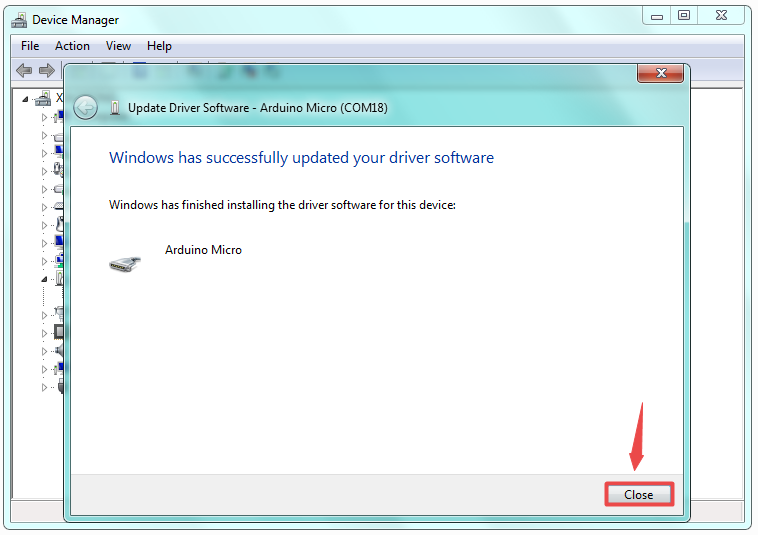 Device Manager
File Action View Help
Update Driver Software - Arduino Micro (COM18)
Windows has successfully updated your driver software
Windows has finished installing the driver software for this device:
Arduino Micro
Close